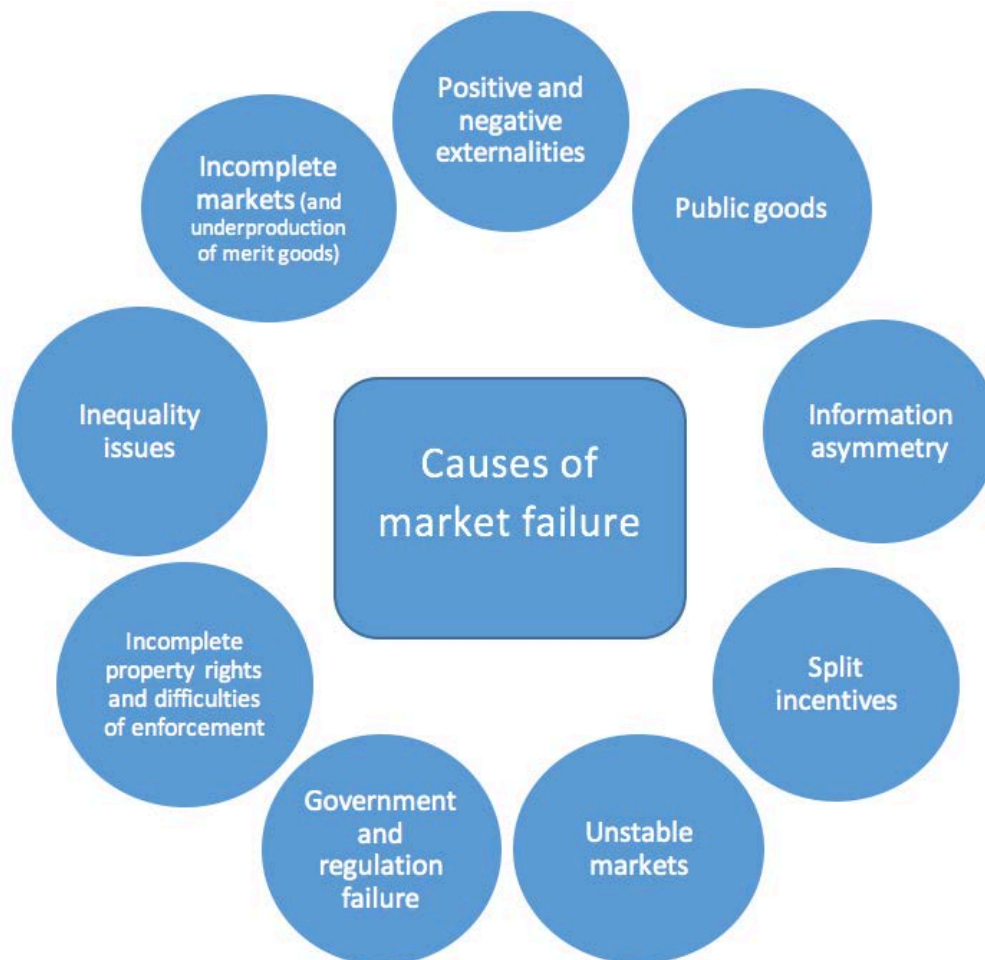 Positive and
negative
externalities
Public goods
Information
asymmetry
Split
incentives
Unstable
markets
Government
and
regulation
failure
Incomplete
property rights
and difficulties
of enforcement
Inequality
issues
Incomplete
markets (and
underproduction
of merit goods)
Causes of
market failure